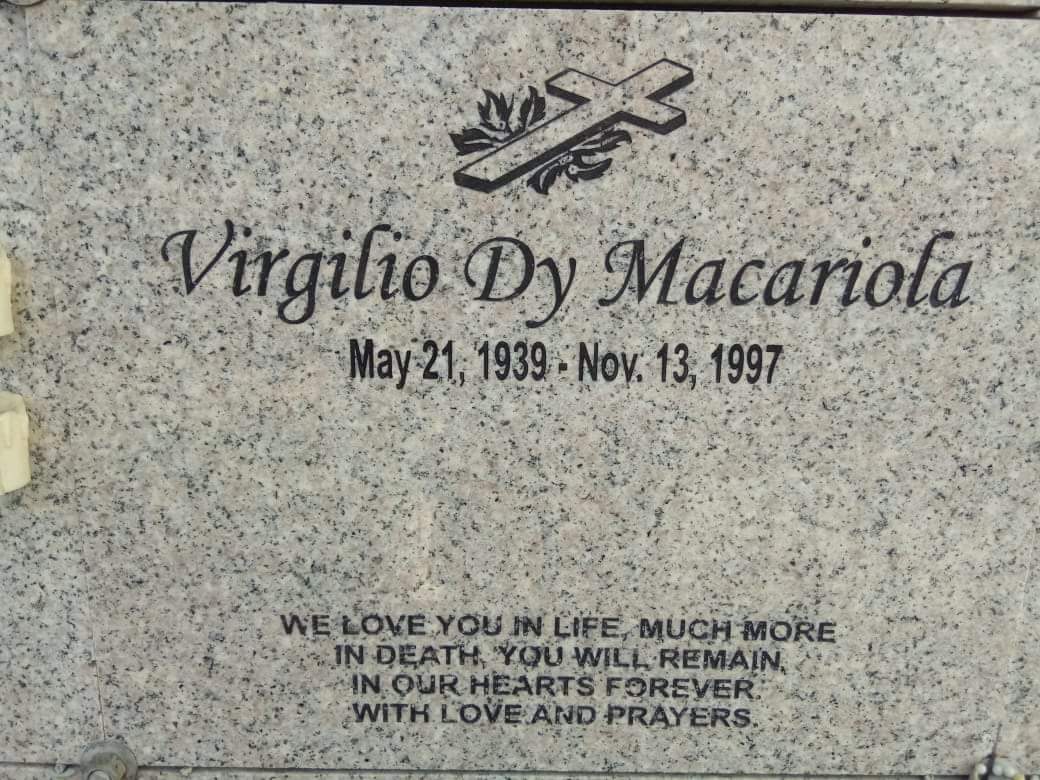 Virgilio Dy Macariola
May 21, 1939 - Nov. 13, 1997
WE LOVE YOU IN LIFE, MUCH MORE
IN DEATH, YOU WILL REMAIN,
IN OUR HEARTS FOREVER.
WITH LOVE AND PRAYERS.